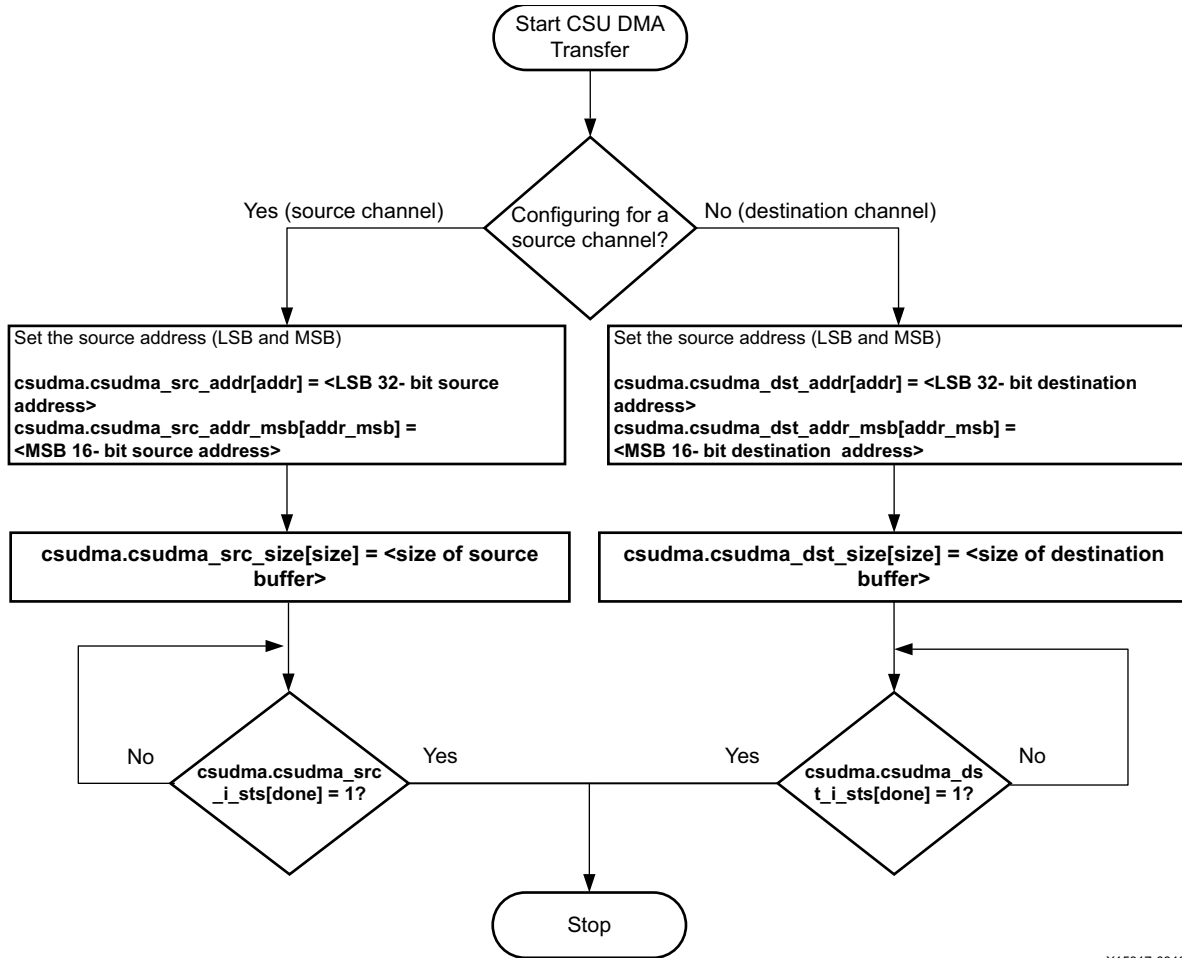 Start CSU DMA
Transfer
Configuring for a
source channel?
Yes (source channel)
No (destination channel)
Set the source address (LSB and MSB)
csudma.csudma_src_addr[addr] = <LSB 32- bit source
address>
csudma.csudma_src_addr_msb[addr_msb] =
<MSB 16- bit source address>
Set the source address (LSB and MSB)
csudma.csudma_dst_addr[addr] = <LSB 32- bit destination
address>
csudma.csudma_dst_addr_msb[addr_msb] =
<MSB 16- bit destination  address>
csudma.csudma_src_size[size] = <size of source
buffer>
csudma.csudma_dst_size[size] = <size of destination
buffer>
No
csudma.csudma_src
_i_sts[done] = 1?
Yes
Yes
csudma.csudma_ds
t_i_sts[done] = 1?
No
Stop